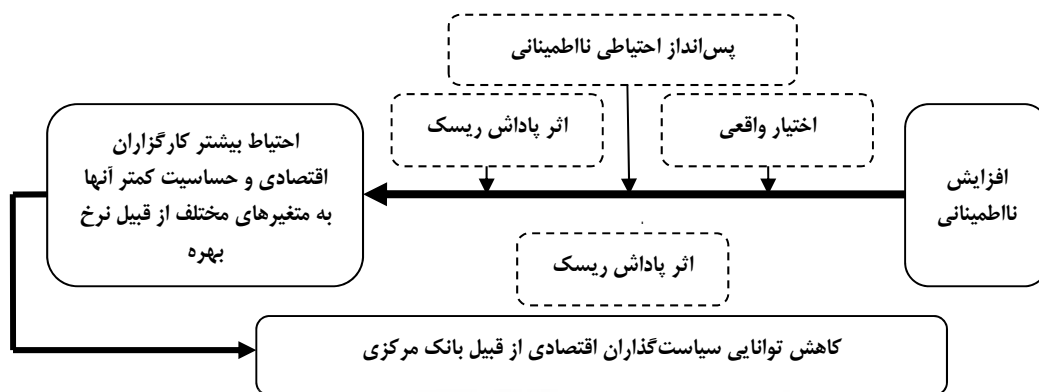 پس‌انداز احتیاطی نااطمینانی
اختیار واقعی
اثر پاداش ریسک
افزایش
نااطمینانی
احتیاط بیشتر کارگزاران
اقتصادی و حساسیت کمتر آنها
به متغیرهای مختلف از قبیل نرخ
بهره
اثر پاداش ریسک
کاهش توانایی سیاست‌گذاران اقتصادی از قبیل بانک مرکزی